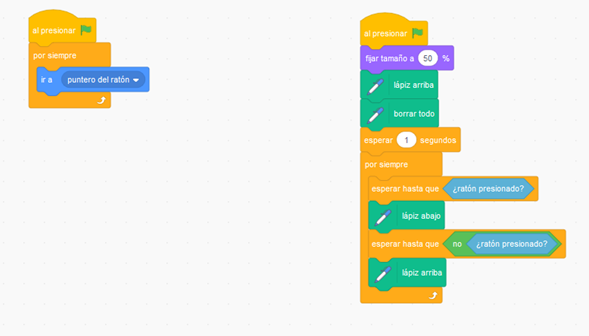 al presionar
por siempre
ir a puntero del ratón
al presionar
fijar tamaño a 50 %
lápiz arriba
borrar todo
esperar 1 segundos
por siempre
esperar hasta que ¿ratón presionado?
lápiz abajo
esperar hasta que no ¿ratón presionado?
lápiz arriba